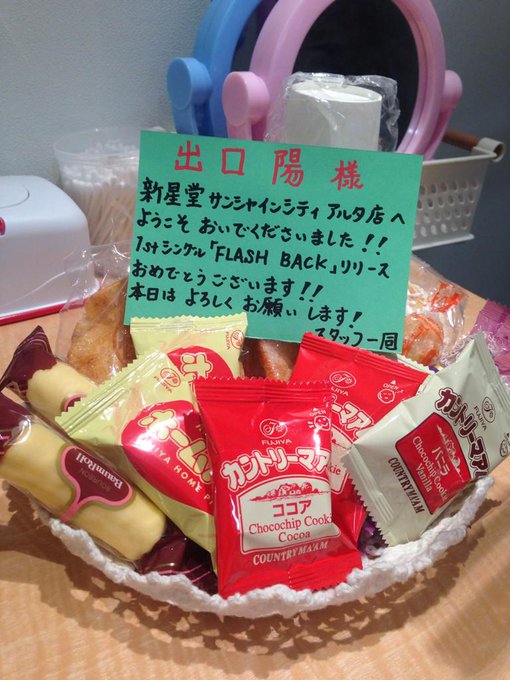 出口 陽 様
新星堂 サンシャインシティ アルタ店へ
ようこそ おいでくださいました!!
1stシングル「FLASH BACK」リリース
おめでとうございます!!
本日は よろしく お願い します!
スタッフ一同
ホーム
BaumRoll
FUJIYA
カントリーマアム
ココア
Chocochip Cookie
Cocoa
COUNTRY MA'AM
カントリーマアム
バニラ
Chocochip Cookie
Vanilla
COUNTRY MA'AM